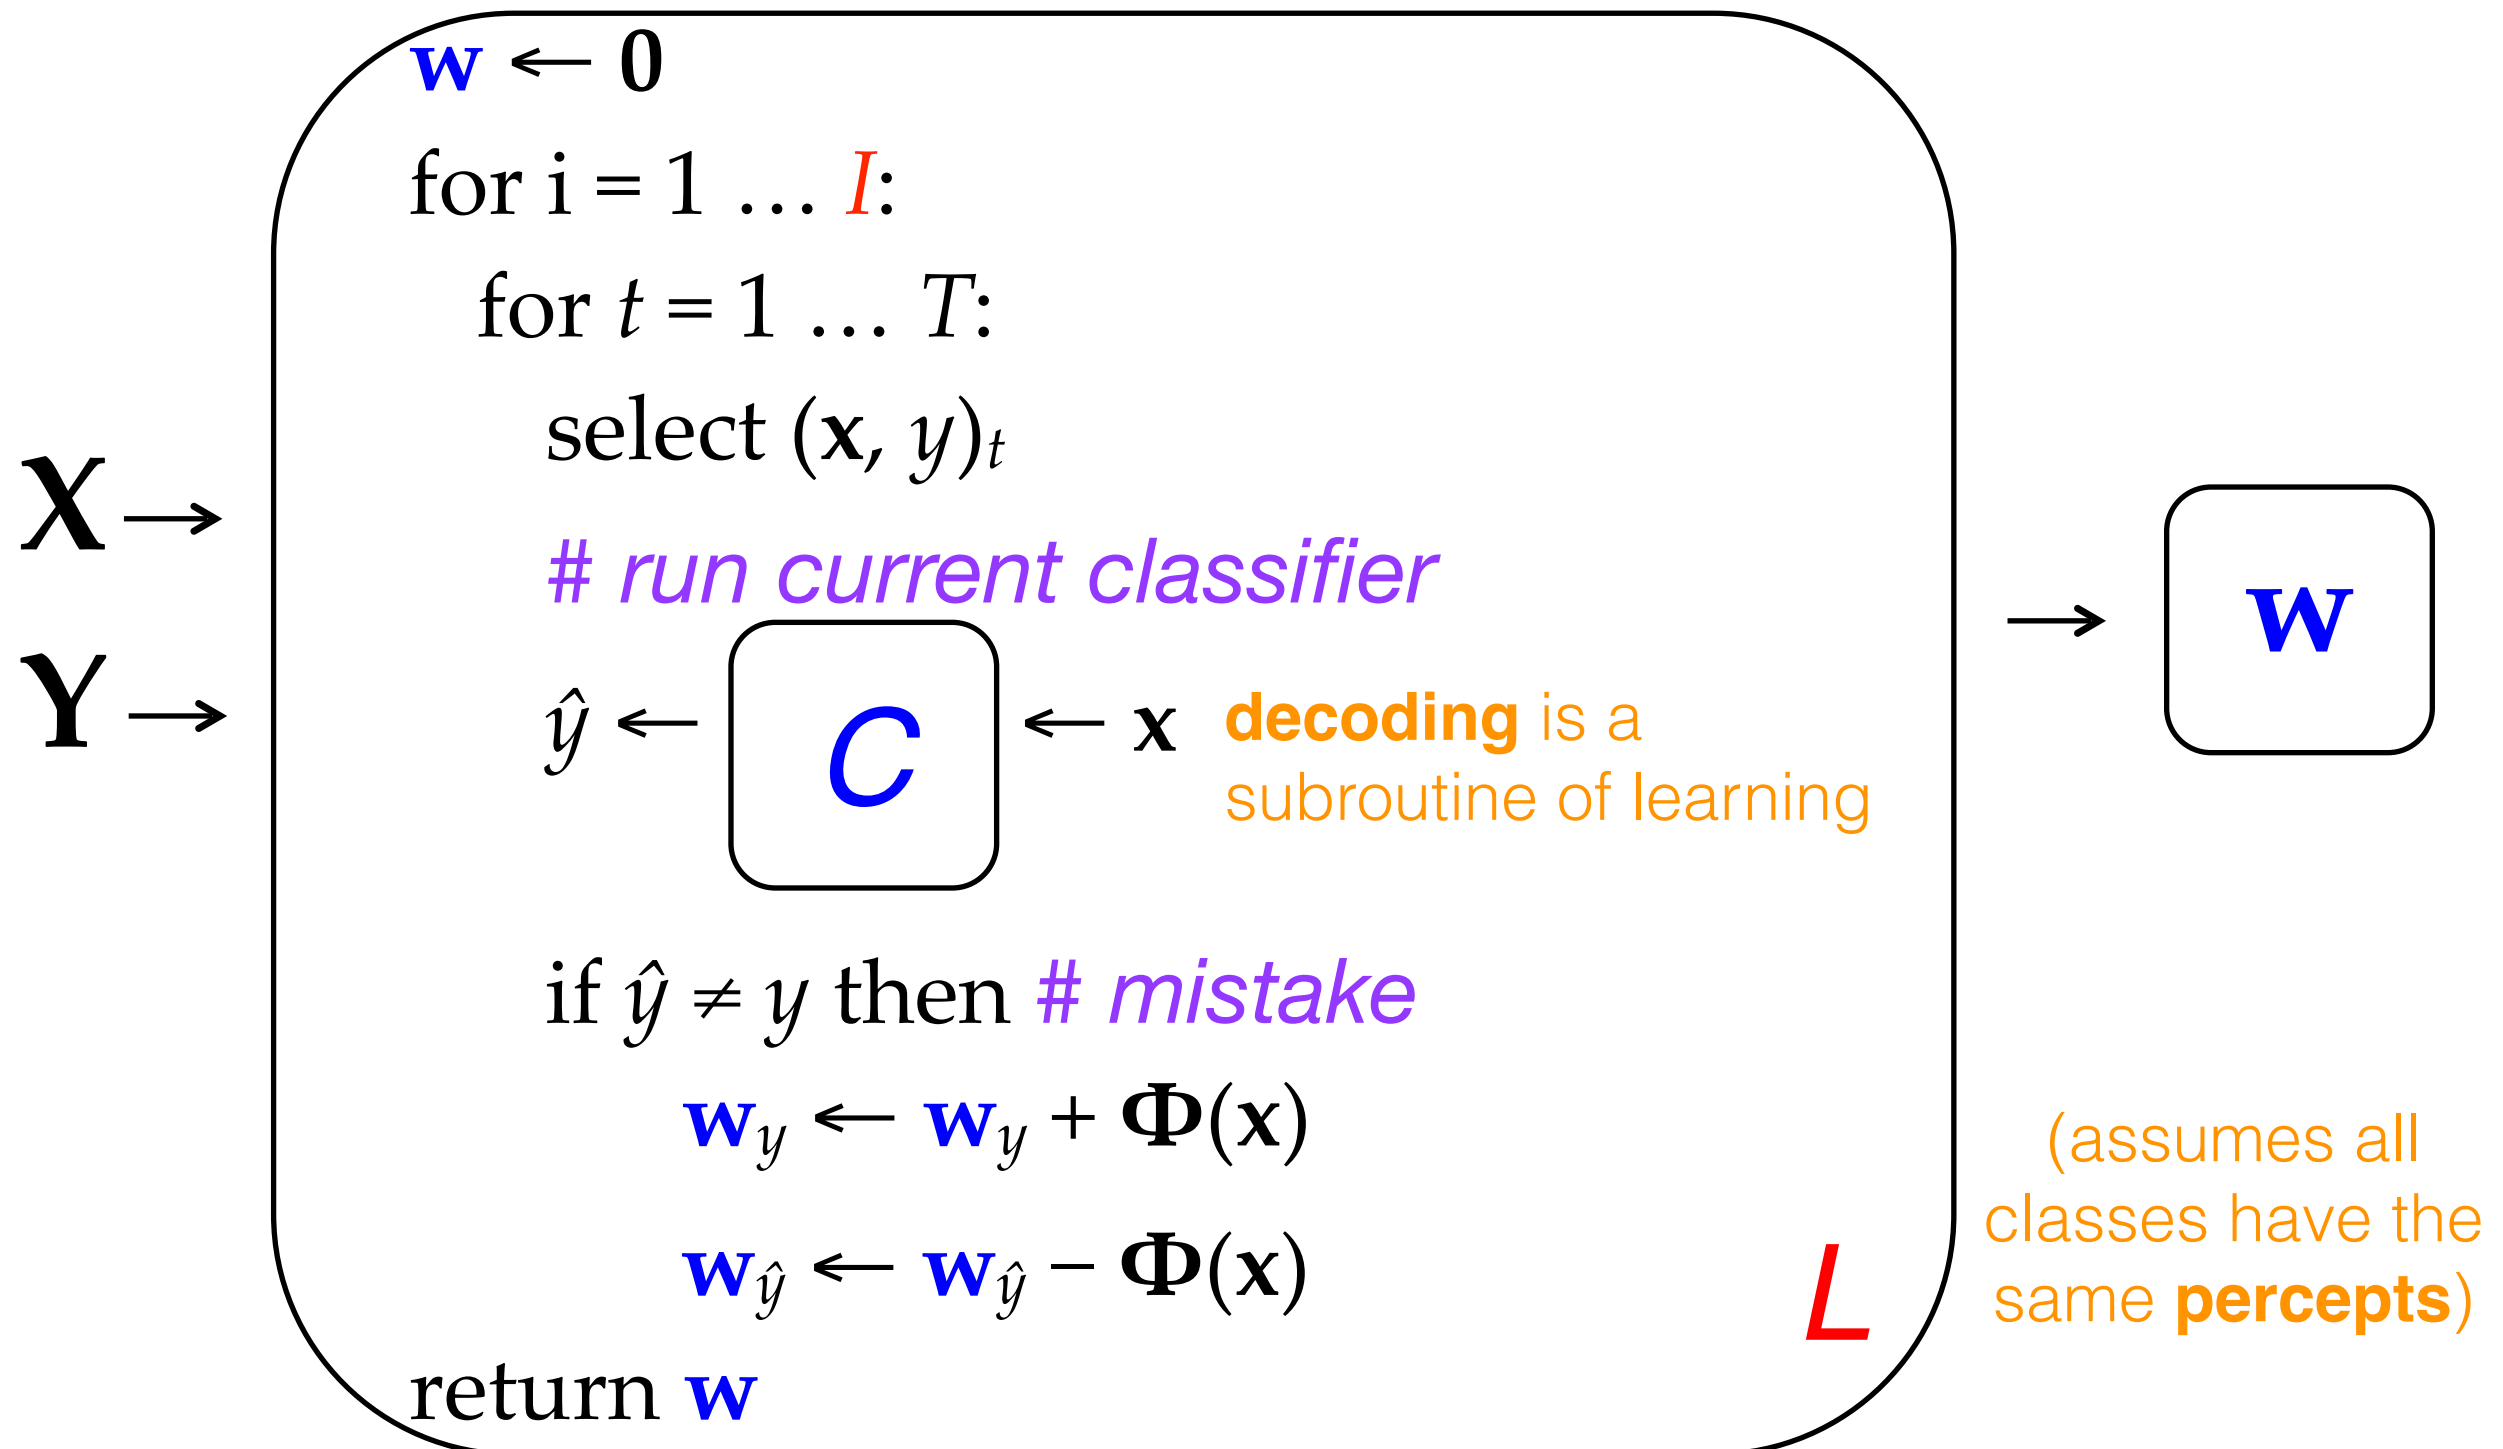 w ← 0
for i = 1 ... I:
for t = 1 ... T:
select (x, y)t
X →
# run current classifier
Y →
ŷ ← C ← x
decoding is a
subroutine of learning
→ w
if ŷ ≠ y then # mistake
wy ← wy + Φ(x)
wŷ ← wŷ − Φ(x)
return w
L
(assumes all
classes have the
same percepts)